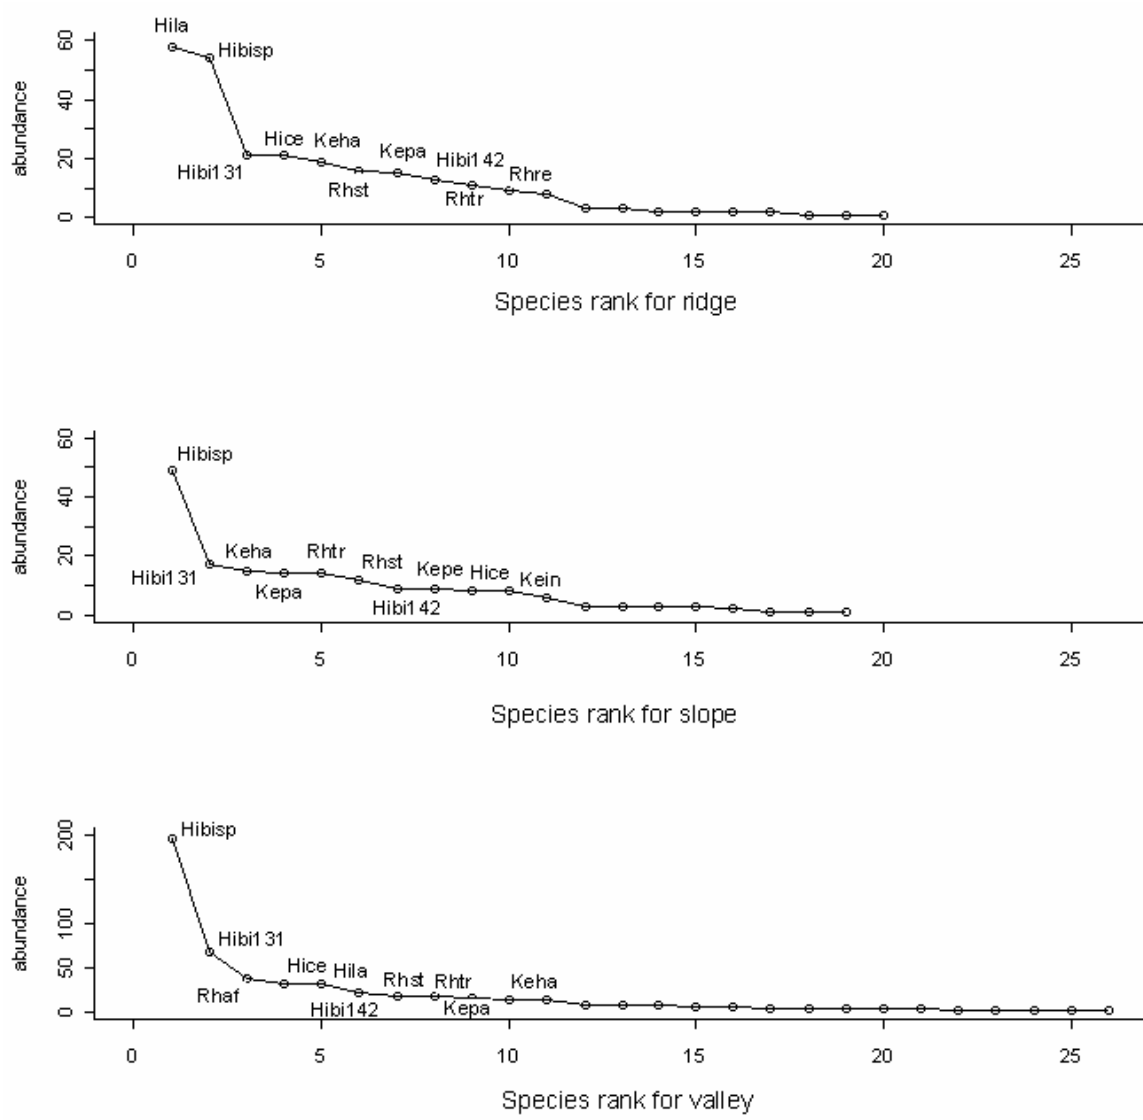 Hila
60
Hibisp
abundance
40
Hice Keha
Kepa
Hibi142
20
Rhre
Hibi131
Rhst
Rhtr
0
0 5 10 15 20 25
Species rank for ridge
60
Hibisp
abundance
40
20
Keha Rhtr
Rhst Kepe Hice
Kein
Hibi131
Kepa
Hibi142
0
0 5 10 15 20 25
Species rank for slope
200
Hibisp
abundance
100
Hibi131
50
Hice Hila
Rhst Rhtr Keha
Rhaf
Hibi142
Kepa
0
0 5 10 15 20 25
Species rank for valley